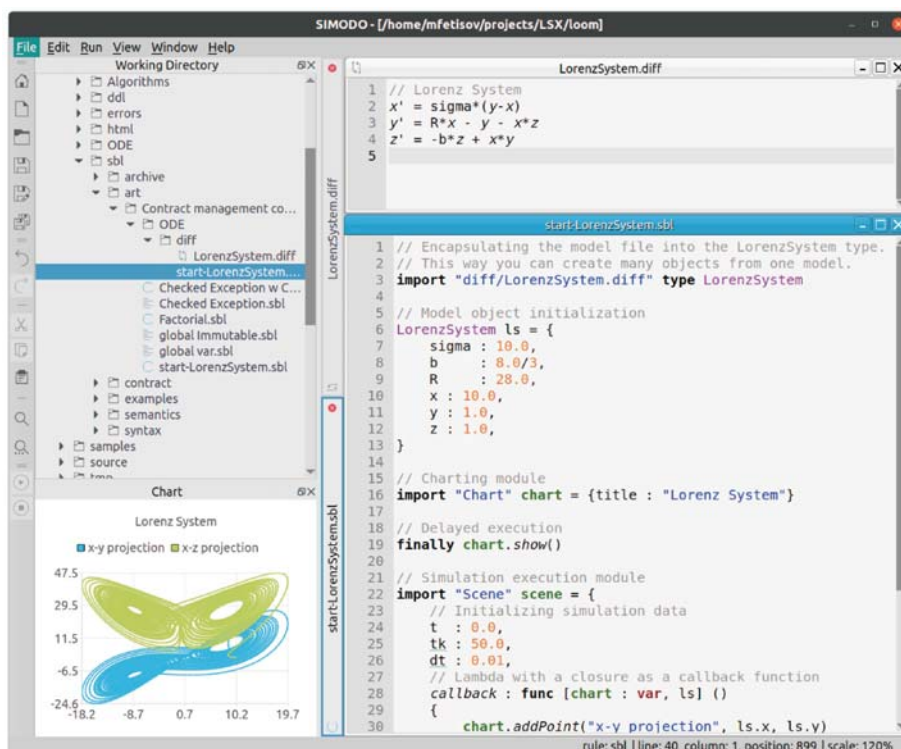 SIMODO - [/home/mfetisov/projects/LSX/loom]
File Edit Run View Window Help
Working Directory
Algorithms
ddl
errors
html
ODE
sbl
archive
art
Contract management co...
ODE
diff
LorenzSystem.diff
start-LorenzSystem....
Checked Exception w C...
Checked Exception.sbl
Factorial.sbl
global Immutable.sbl
global var.sbl
start-LorenzSystem.sbl
contract
examples
semantics
syntax
samples
source
tmp
Chart
Lorenz System
x-y projection x-z projection
47.5
29.5
11.5
-6.5
-24.6
-18.2 -8.7 0.7 10.2 19.7
LorenzSystem.diff
start-LorenzSystem.sbl
LorenzSystem.diff
1 // Lorenz System
2 x' = sigma*(y-x)
3 y' = R*x - y - x*z
4 z' = -b*z + x*y
5
start-LorenzSystem.sbl
1 // Encapsulating the model file into the LorenzSystem type.
2 // This way you can create many objects from one model.
3 import "diff/LorenzSystem.diff" type LorenzSystem
4
5 // Model object initialization
6 LorenzSystem ls = {
7 sigma : 10.0,
8 b : 8.0/3,
9 R : 28.0,
10 x : 10.0,
11 y : 1.0,
12 z : 1.0,
13 }
14
15 // Charting module
16 import "Chart" chart = {title : "Lorenz System"}
17
18 // Delayed execution
19 finally chart.show()
20
21 // Simulation execution module
22 import "Scene" scene = {
23 // Initializing simulation data
24 t : 0.0,
25 tk : 50.0,
26 dt : 0.01,
27 // Lambda with a closure as a callback function
28 callback : func [chart : var, ls] ()
29 {
30 chart.addPoint("x-y projection", ls.x, ls.y)
rule: sbl | line: 40, column: 1, position: 899 | scale: 120%